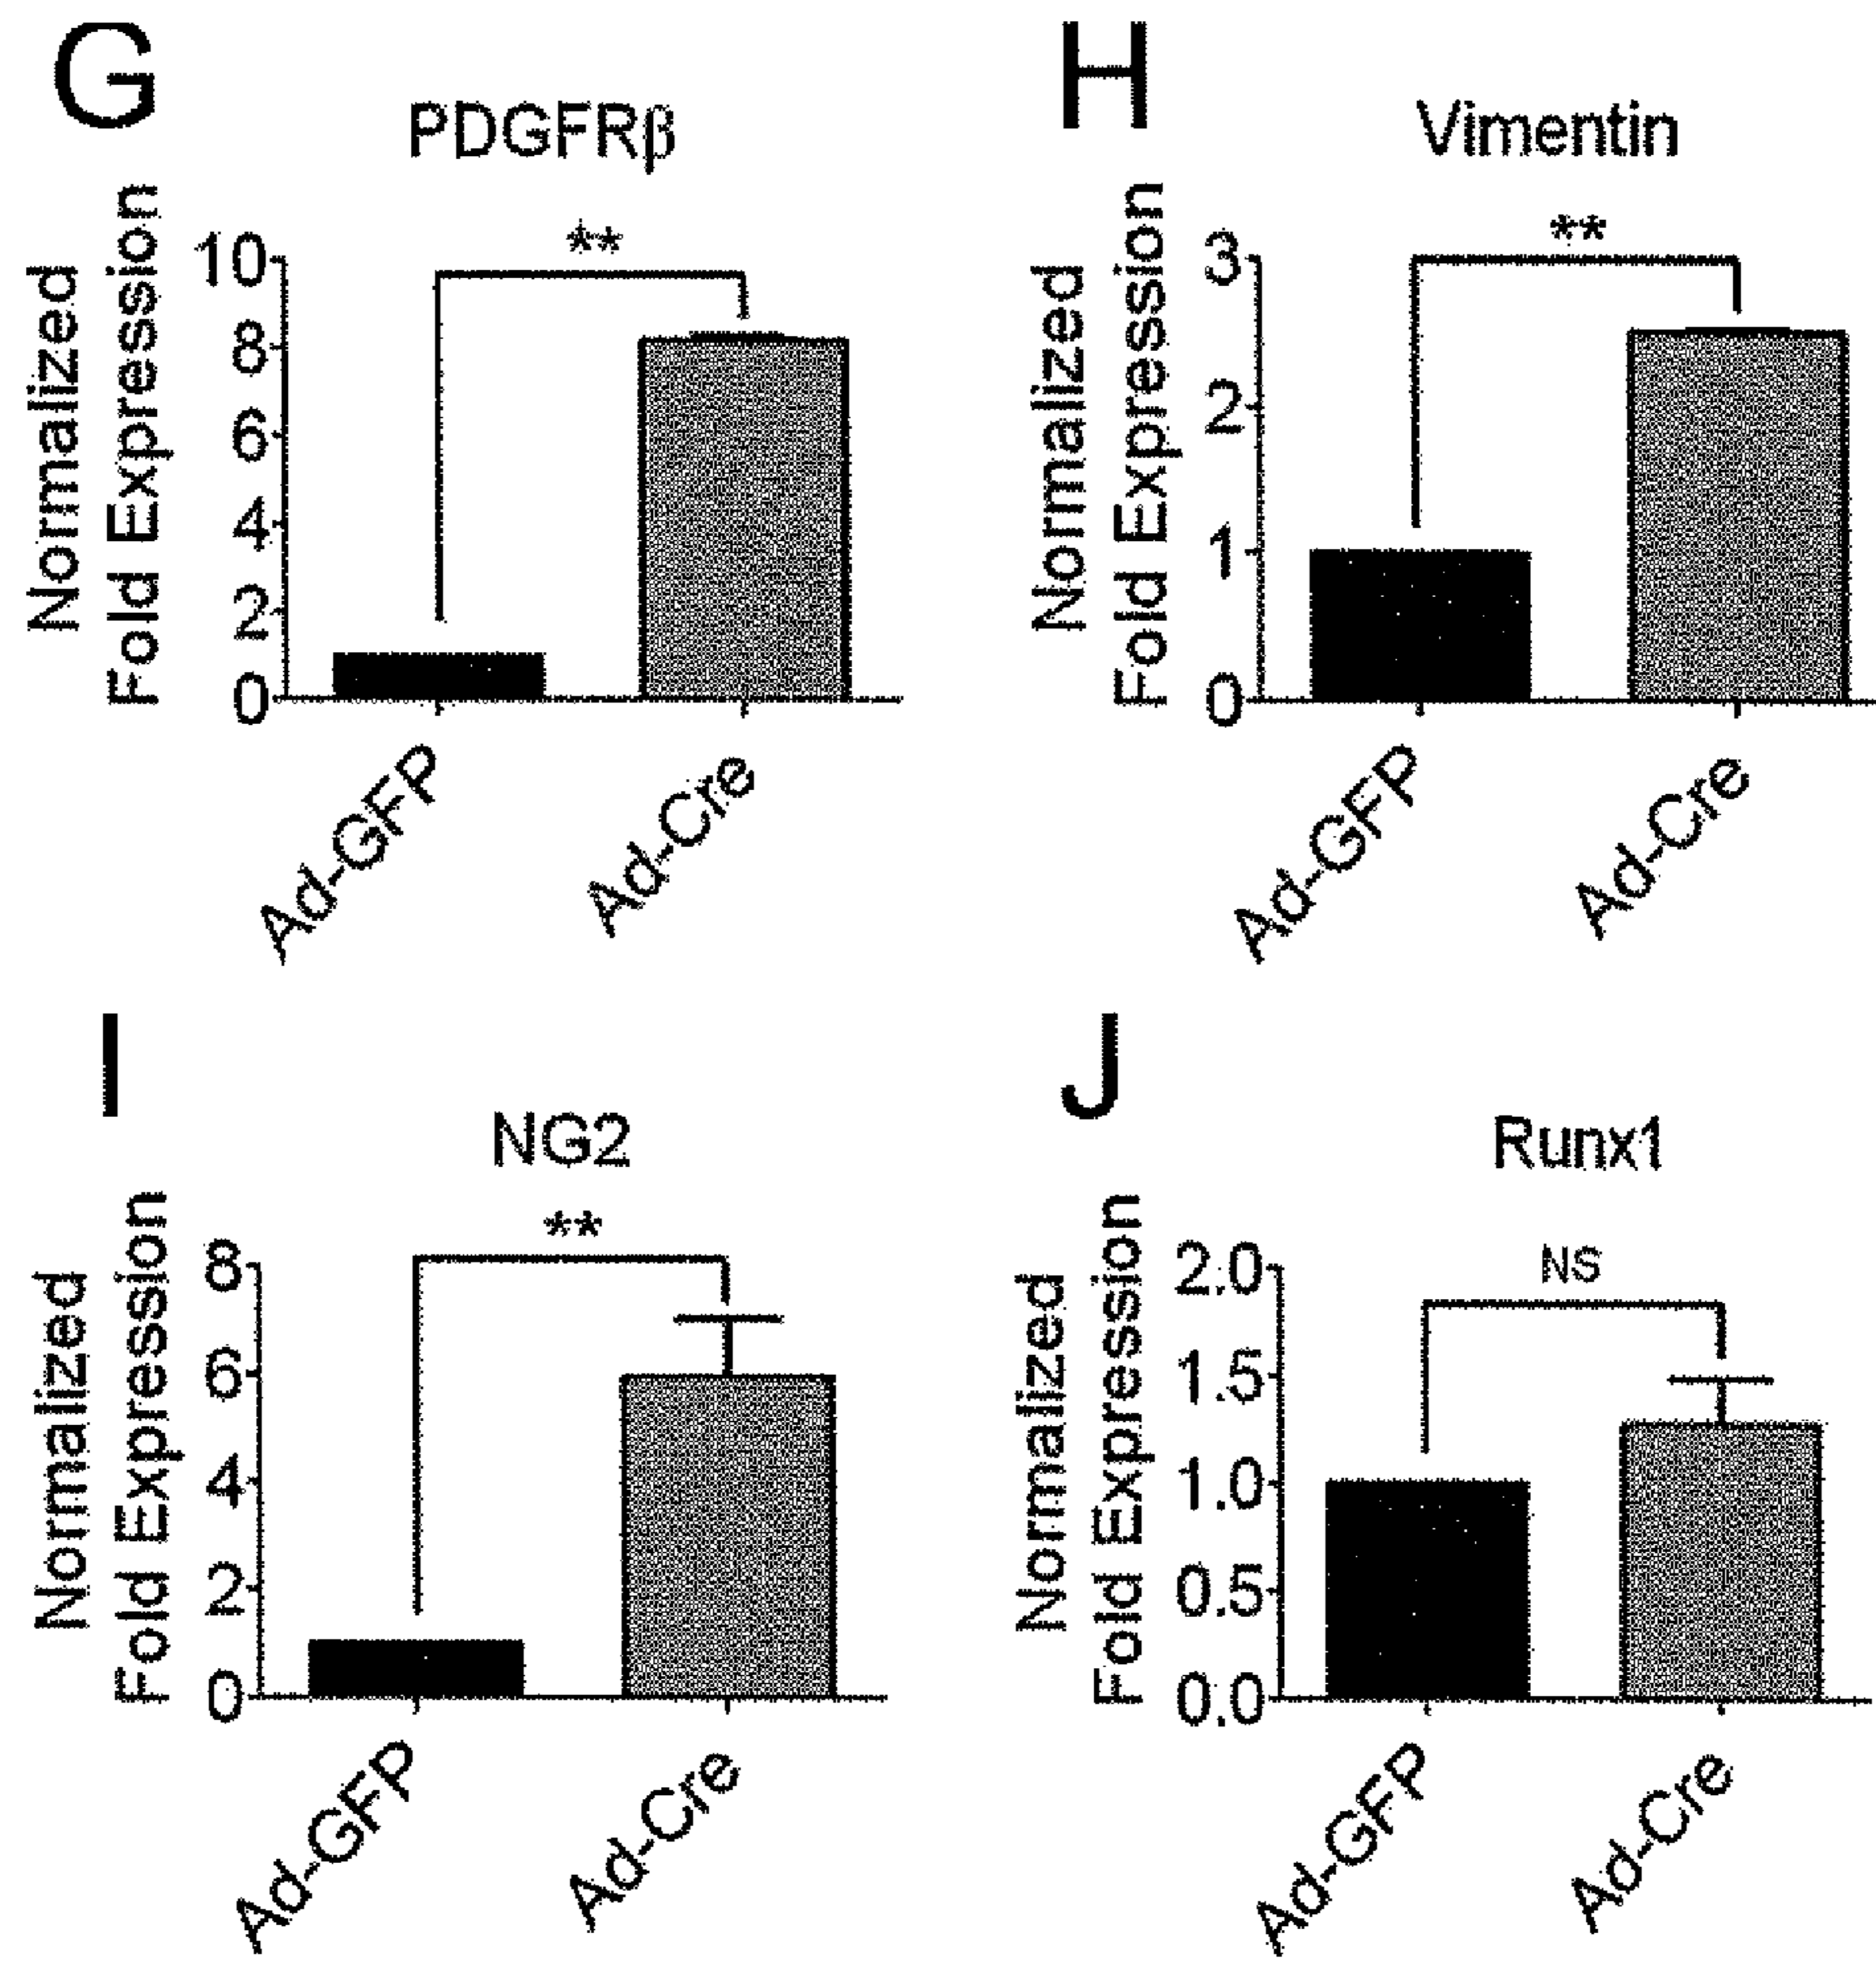 G
PDGFRβ
**
Normalized
Fold Expression
10
8
6
4
2
0
Ad-GFP
Ad-Cre
H
Vimentin
**
Normalized
Fold Expression
3
2
1
0
Ad-GFP
Ad-Cre
I
NG2
**
Normalized
Fold Expression
8
6
4
2
0
Ad-GFP
Ad-Cre
J
Runx1
NS
Normalized
Fold Expression
2.0
1.5
1.0
0.5
0.0
Ad-GFP
Ad-Cre